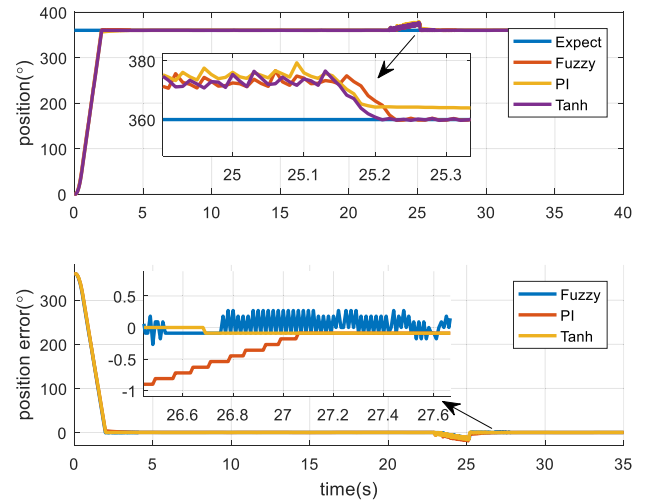 400
300
200
100
0
position(°)
380
360
25
25.1
25.2
25.3
Expect
Fuzzy
PI
Tanh
0 5 10 15 20 25 30 35 40
300
200
100
0
position error(°)
0.5
0
-0.5
-1
26.6 26.8 27 27.2 27.4 27.6
Fuzzy
PI
Tanh
0 5 10 15 20 25 30 35
time(s)